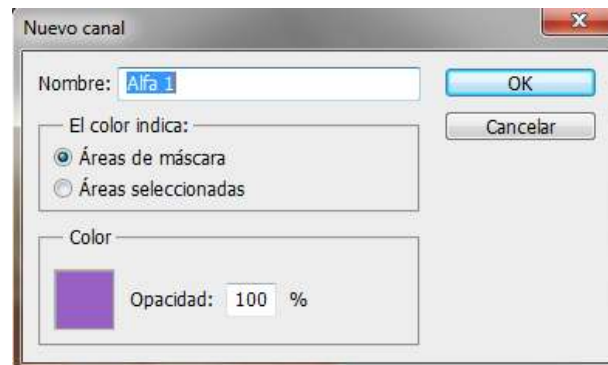 Nuevo canal
Nombre: Alfa 1
OK
El color indica:
Cancelar
Áreas de máscara
Áreas seleccionadas
Color
Opacidad: 100 %